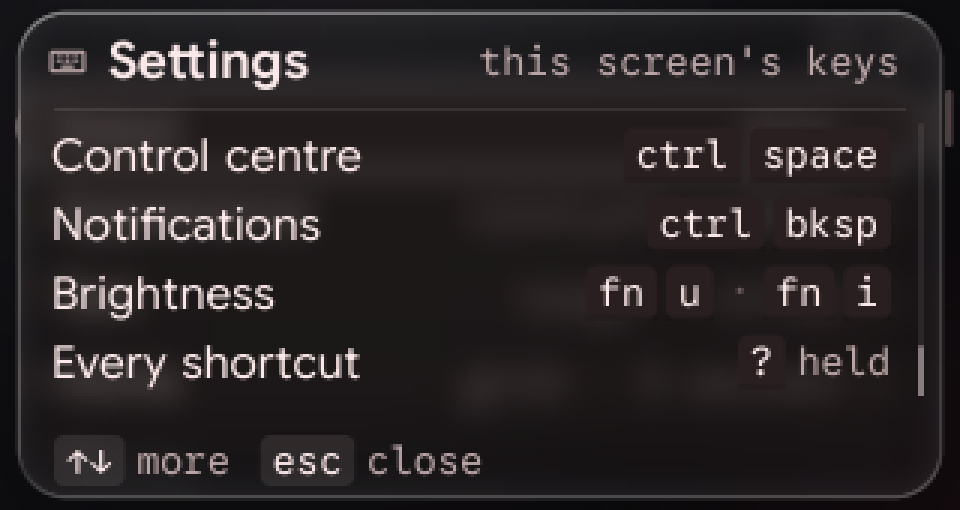 Settings this screen's keys
Control centre ctrl space
Notifications ctrl bksp
Brightness fn u · fn i
Every shortcut ? held
↑↓ more esc close